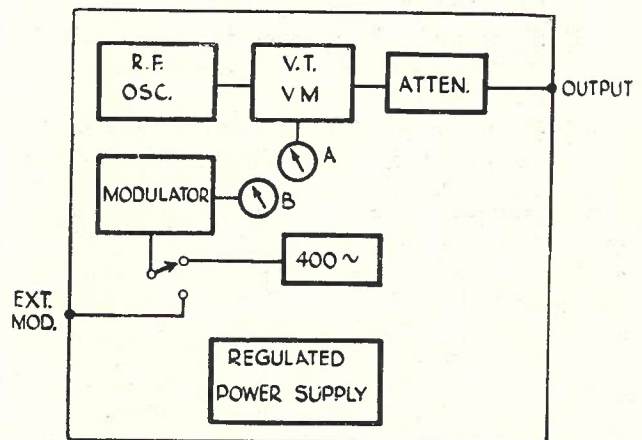 R.F.
OSC.
V.T.
VM
ATTEN.
OUTPUT
A
MODULATOR
B
400~
EXT.
MOD.
REGULATED
POWER SUPPLY